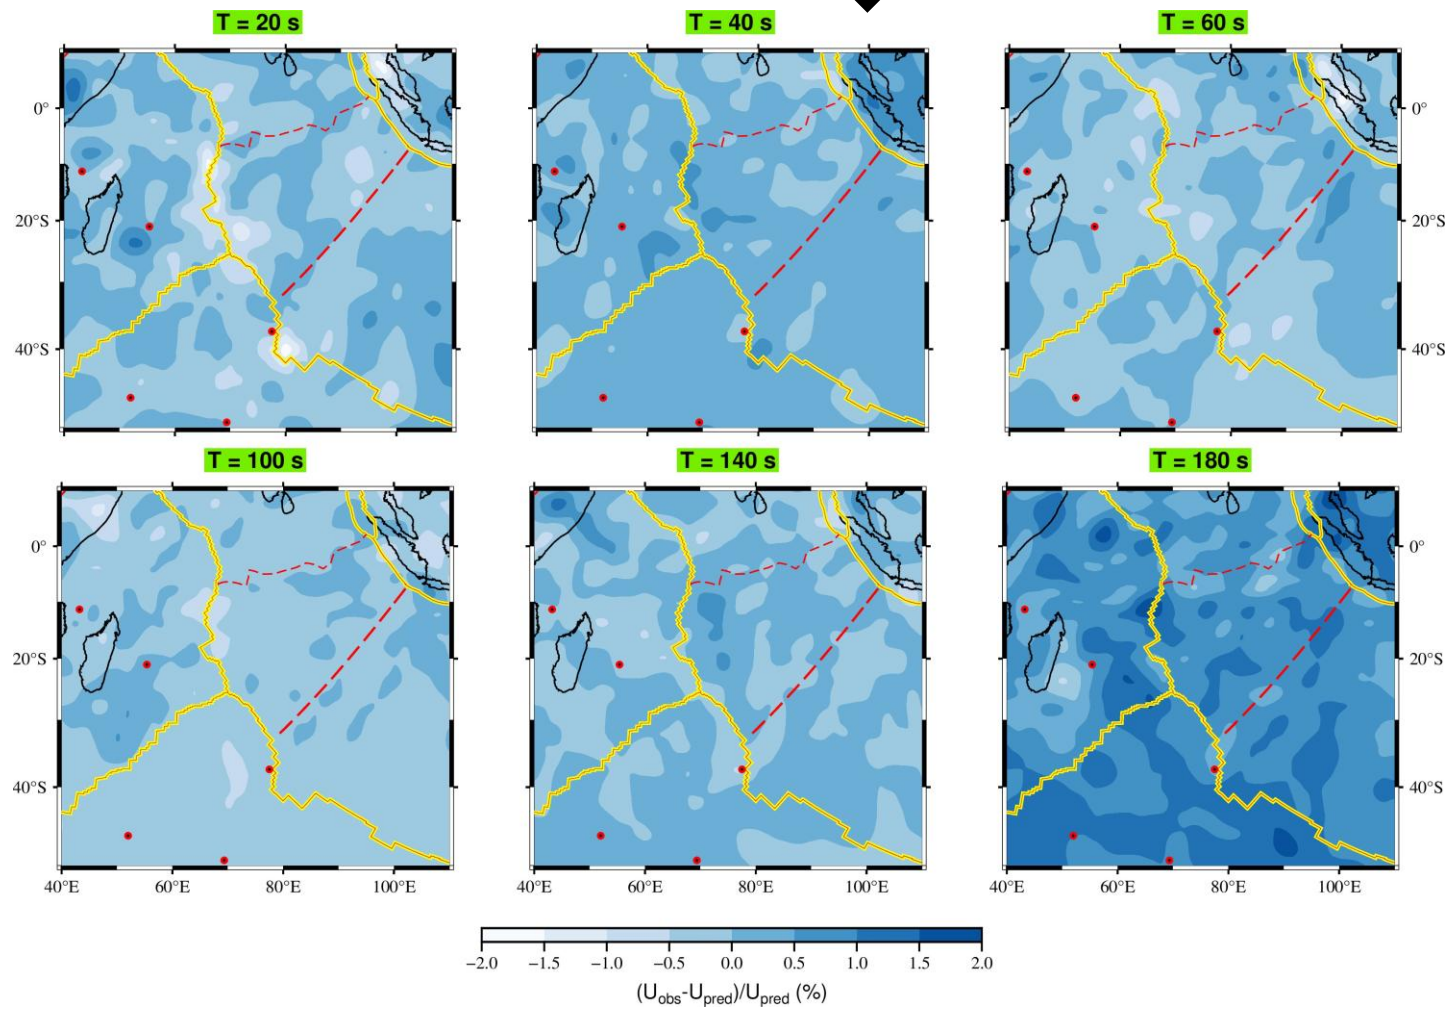 T = 20 s
T = 40 s
T = 60 s
0°
0°
20°S
20°S
40°S
40°S
T = 100 s
T = 140 s
T = 180 s
0°
0°
20°S
20°S
40°S
40°S
40°E 60°E 80°E 100°E 40°E 60°E 80°E 100°E 40°E 60°E 80°E 100°E
−2.0 −1.5 −1.0 −0.5 0.0 0.5 1.0 1.5 2.0
(Uobs-Upred)/Upred (%)